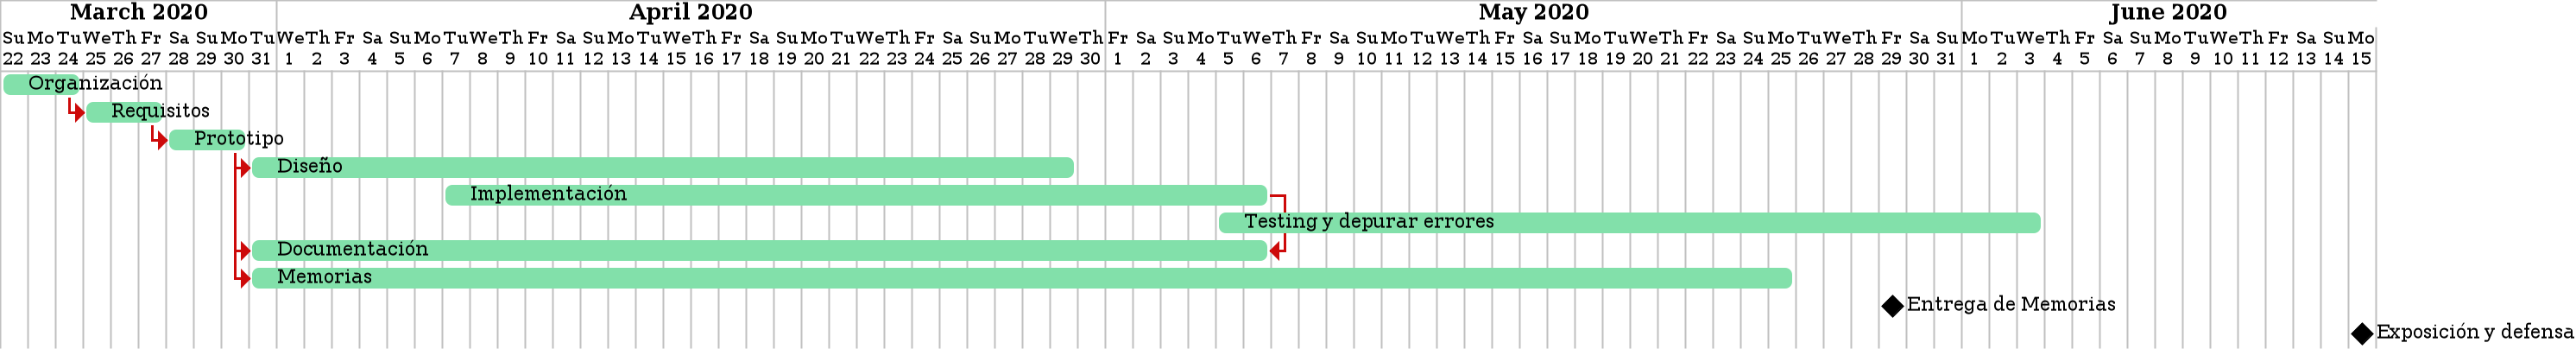 March 2020 April 2020 May 2020 June 2020
Su Mo Tu We Th Fr Sa Su Mo Tu We Th Fr Sa Su Mo Tu We Th Fr Sa Su Mo Tu We Th Fr Sa Su Mo Tu We Th Fr Sa Su Mo Tu We Th Fr Sa Su Mo Tu We Th Fr Sa Su Mo Tu We Th Fr Sa Su Mo Tu We Th Fr Sa Su Mo Tu We Th Fr Sa Su Mo Tu We Th Fr Sa Su Mo Tu We Th Fr Sa Su Mo
22 23 24 25 26 27 28 29 30 31 1 2 3 4 5 6 7 8 9 10 11 12 13 14 15 16 17 18 19 20 21 22 23 24 25 26 27 28 29 30 1 2 3 4 5 6 7 8 9 10 11 12 13 14 15 16 17 18 19 20 21 22 23 24 25 26 27 28 29 30 31 1 2 3 4 5 6 7 8 9 10 11 12 13 14 15
Organización
Requisitos
Prototipo
Diseño
Implementación
Testing y depurar errores
Documentación
Memorias
Entrega de Memorias
Exposición y defensa